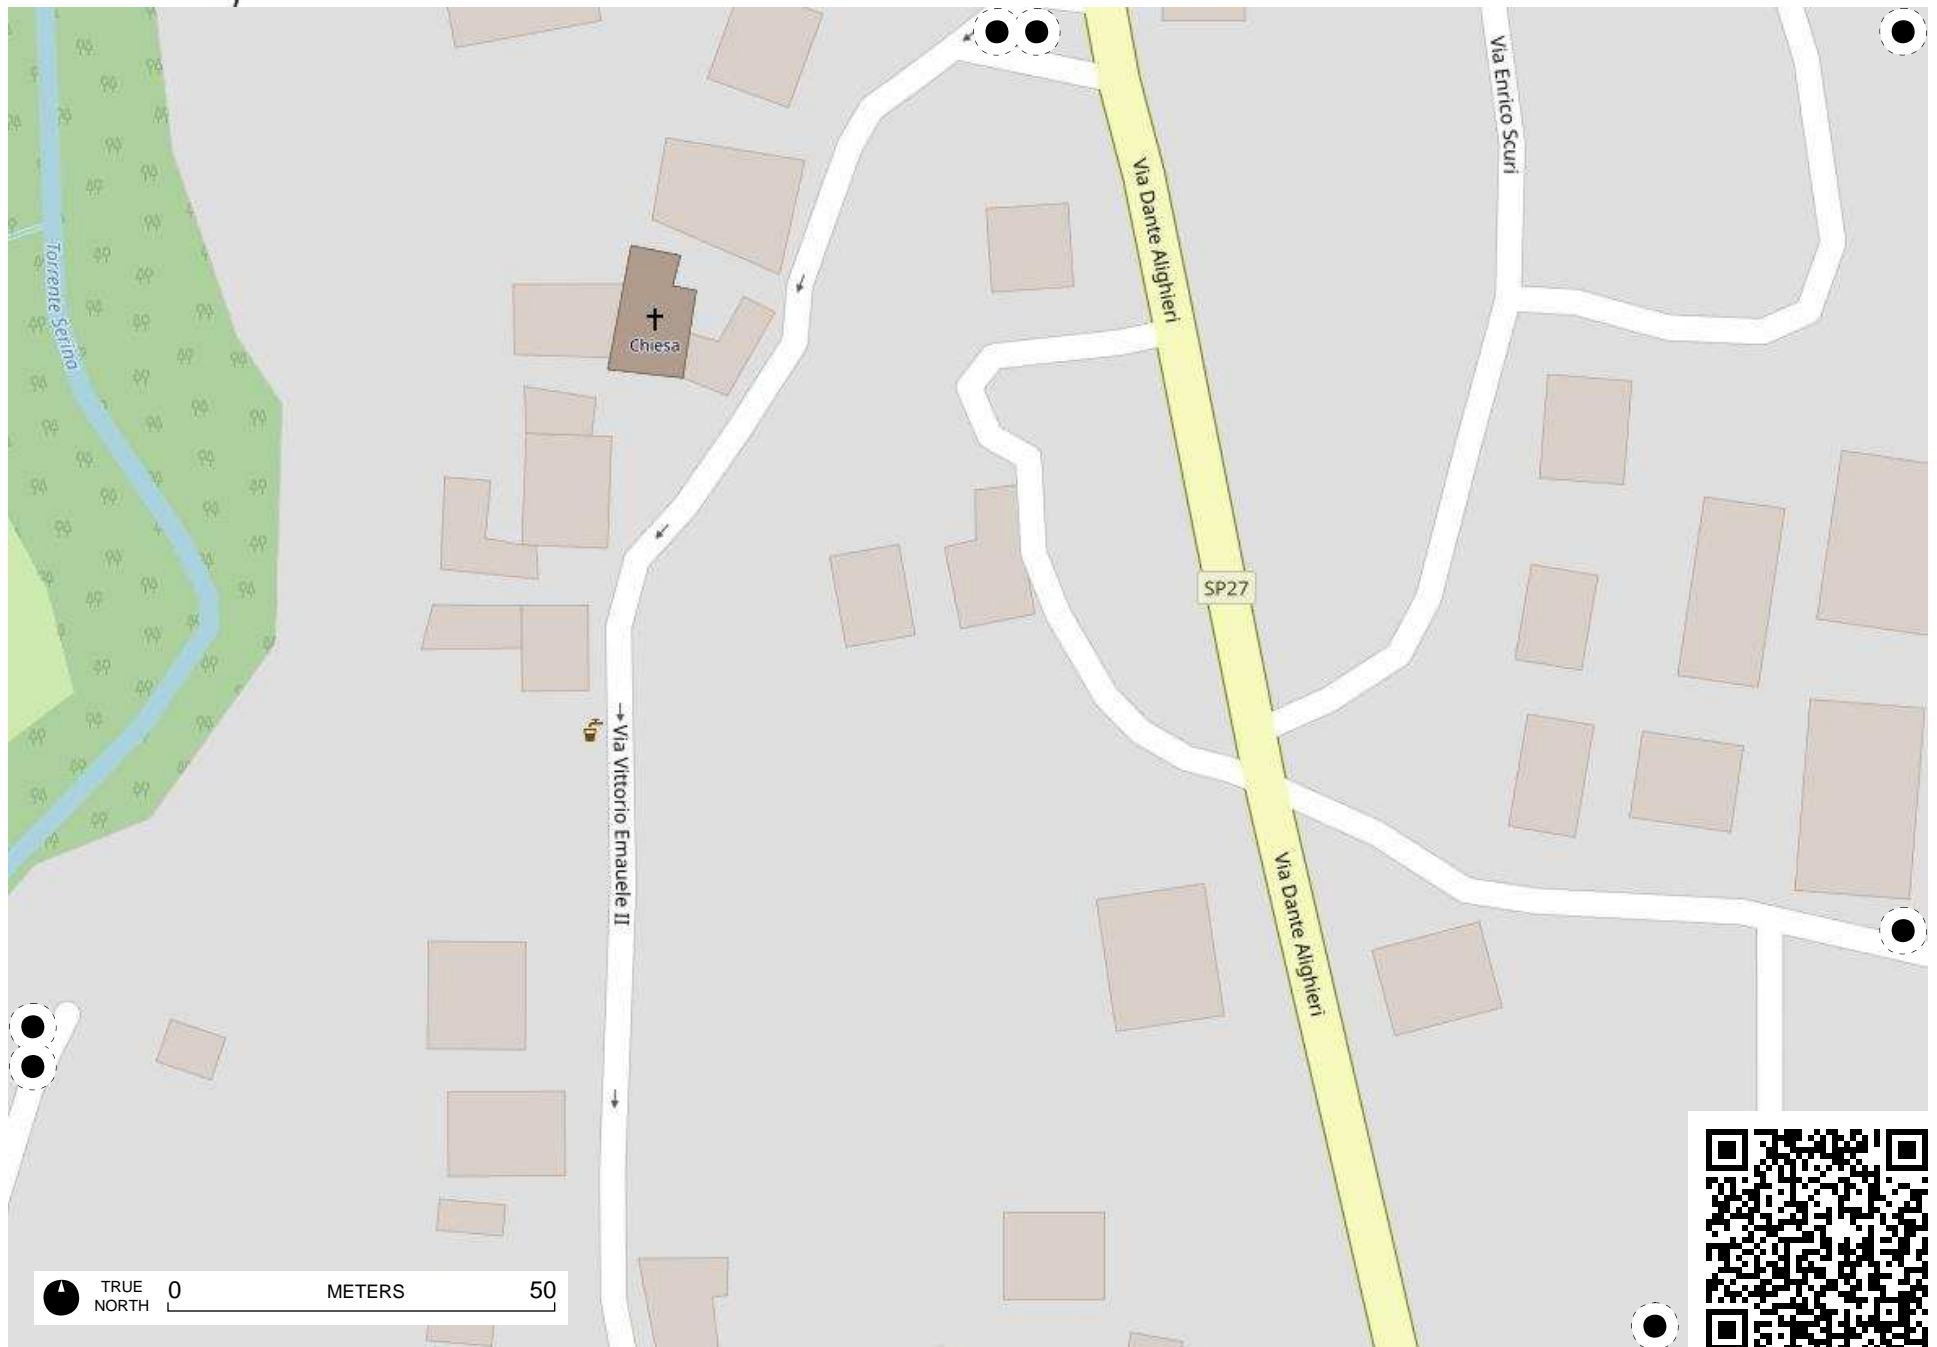 Via Enrico Scuri
Via Dante Alighieri
Torrente Serina
Chiesa
SP27
Via Vittorio Emauele II
Via Dante Alighieri
TRUE
NORTH
0 METERS 50